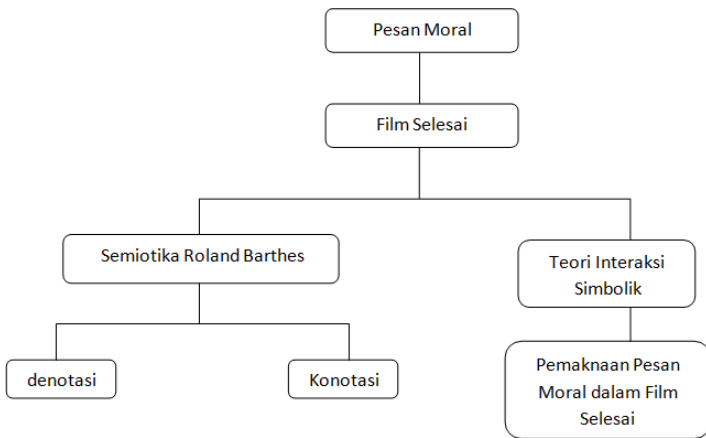 Pesan Moral
Film Selesai
Semiotika Roland Barthes
Teori Interaksi
Simbolik
denotasi
Konotasi
Pemaknaan Pesan
Moral dalam Film
Selesai